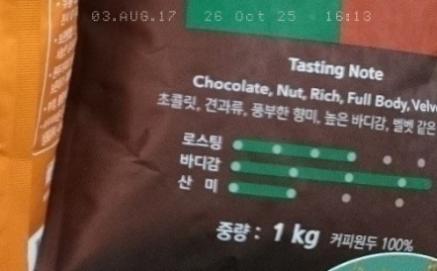 03.AUG.17 26 Oct 25 16:13
Tasting Note
Chocolate, Nut, Rich, Full Body,
초콜릿, 견과류, 풍부한 향미, 높은 바디감, 벨벳 같은
로스팅
바디감
산 미
중량 : 1 kg 커피원두 100%